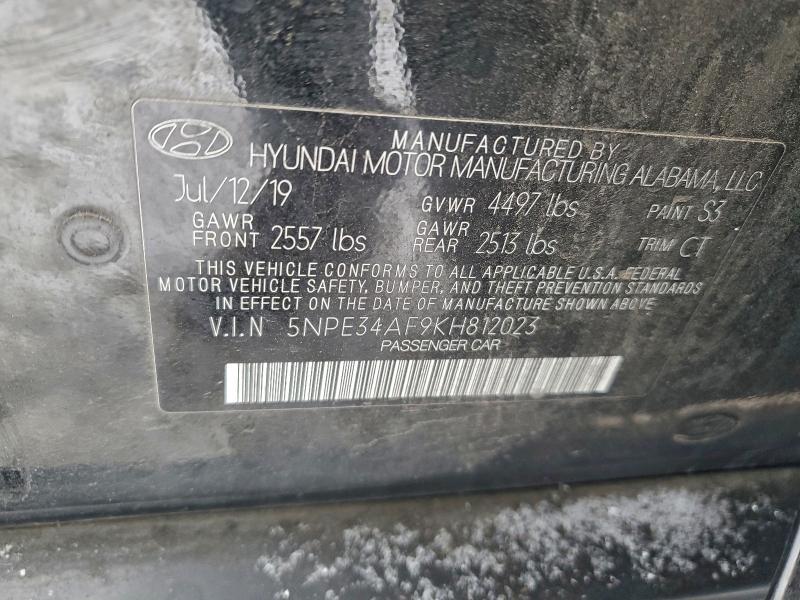 MANUFACTURED BY
HYUNDAI MOTOR MANUFACTURING ALABAMA, LLC
Jul/12/19 GVWR 4497 lbs PAINT S3
GAWR FRONT 2557 lbs GAWR REAR 2513 lbs TRIM CT
THIS VEHICLE CONFORMS TO ALL APPLICABLE U.S.A. FEDERAL
MOTOR VEHICLE SAFETY, BUMPER, AND THEFT PREVENTION STANDARDS
IN EFFECT ON THE DATE OF MANUFACTURE SHOWN ABOVE
V.I.N 5NPE34AF9KH812023
PASSENGER CAR